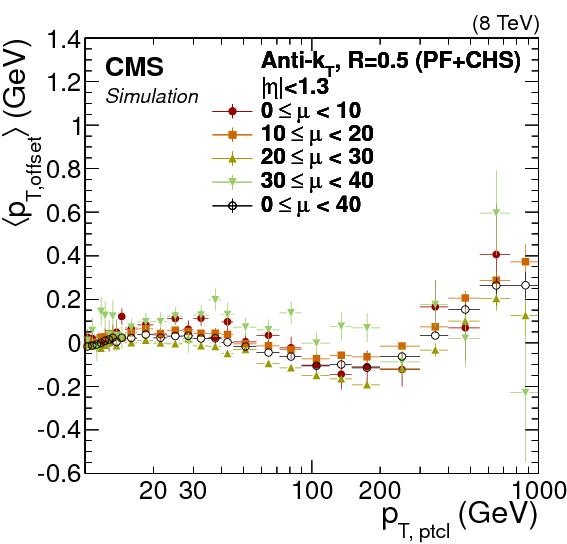 (8 TeV)
1.4
1.2
1
0.8
0.6
0.4
0.2
0
-0.2
-0.4
-0.6
⟨p_T,offset⟩ (GeV)
CMS
Simulation
Anti-k_T, R=0.5 (PF+CHS)
|η|<1.3
0 ≤ μ < 10
10 ≤ μ < 20
20 ≤ μ < 30
30 ≤ μ < 40
0 ≤ μ < 40
20 30 100 200 1000
p_T, ptcl (GeV)